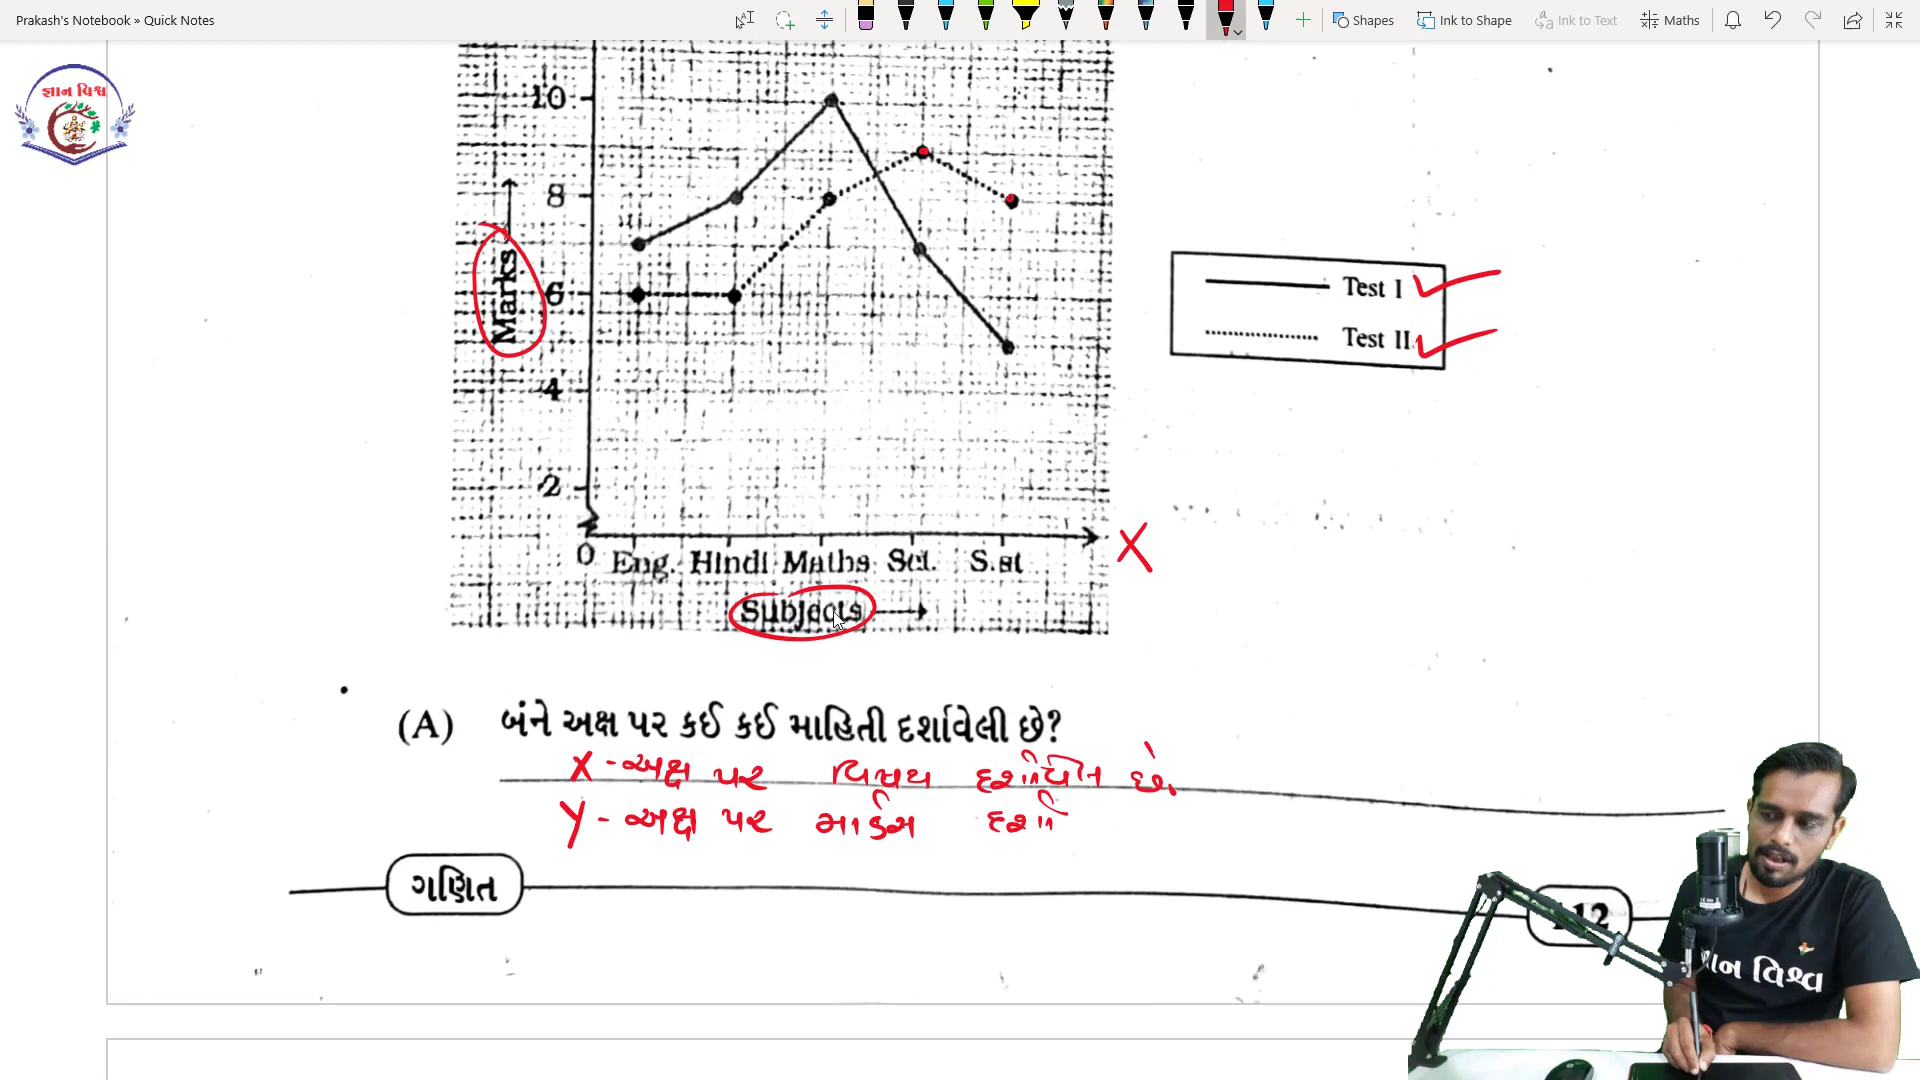 Prakash's Notebook » Quick Notes
Shapes
Ink to Shape
Ink to Text
Maths
જ્ઞાન વિશ્વ
10
8
6
4
2
0
Marks
Eng. Hindi Maths Sci. S.st
X
Subjects
Test I
Test II
(A) બંને અક્ષ પર કઈ કઈ માહિતી દર્શાવેલી છે?
X - અક્ષ પર વિષય દર્શાવેલ છે.
Y - અક્ષ પર માર્ક્સ દર્શા
ગણિત
112
જ્ઞાન વિશ્વ